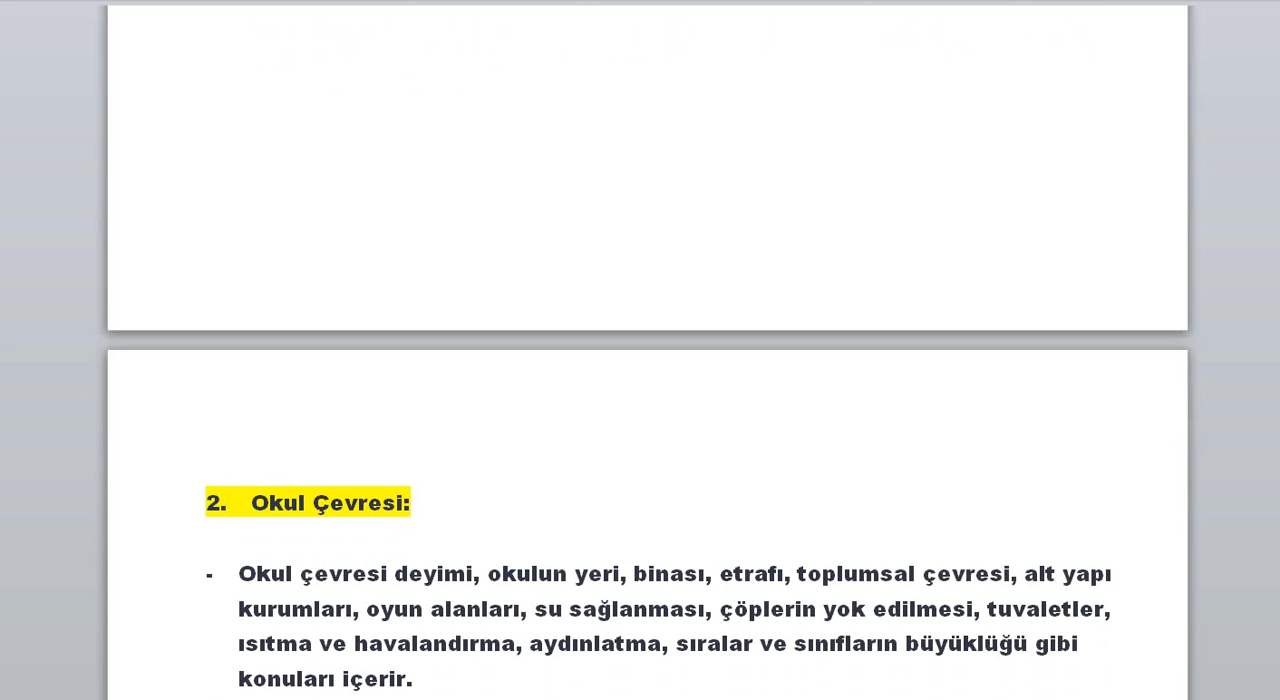 2. Okul Çevresi:
- Okul çevresi deyimi, okulun yeri, binası, etrafı, toplumsal çevresi, alt yapı
kurumları, oyun alanları, su sağlanması, çöplerin yok edilmesi, tuvaletler,
ısıtma ve havalandırma, aydınlatma, sıralar ve sınıfların büyüklüğü gibi
konuları içerir.